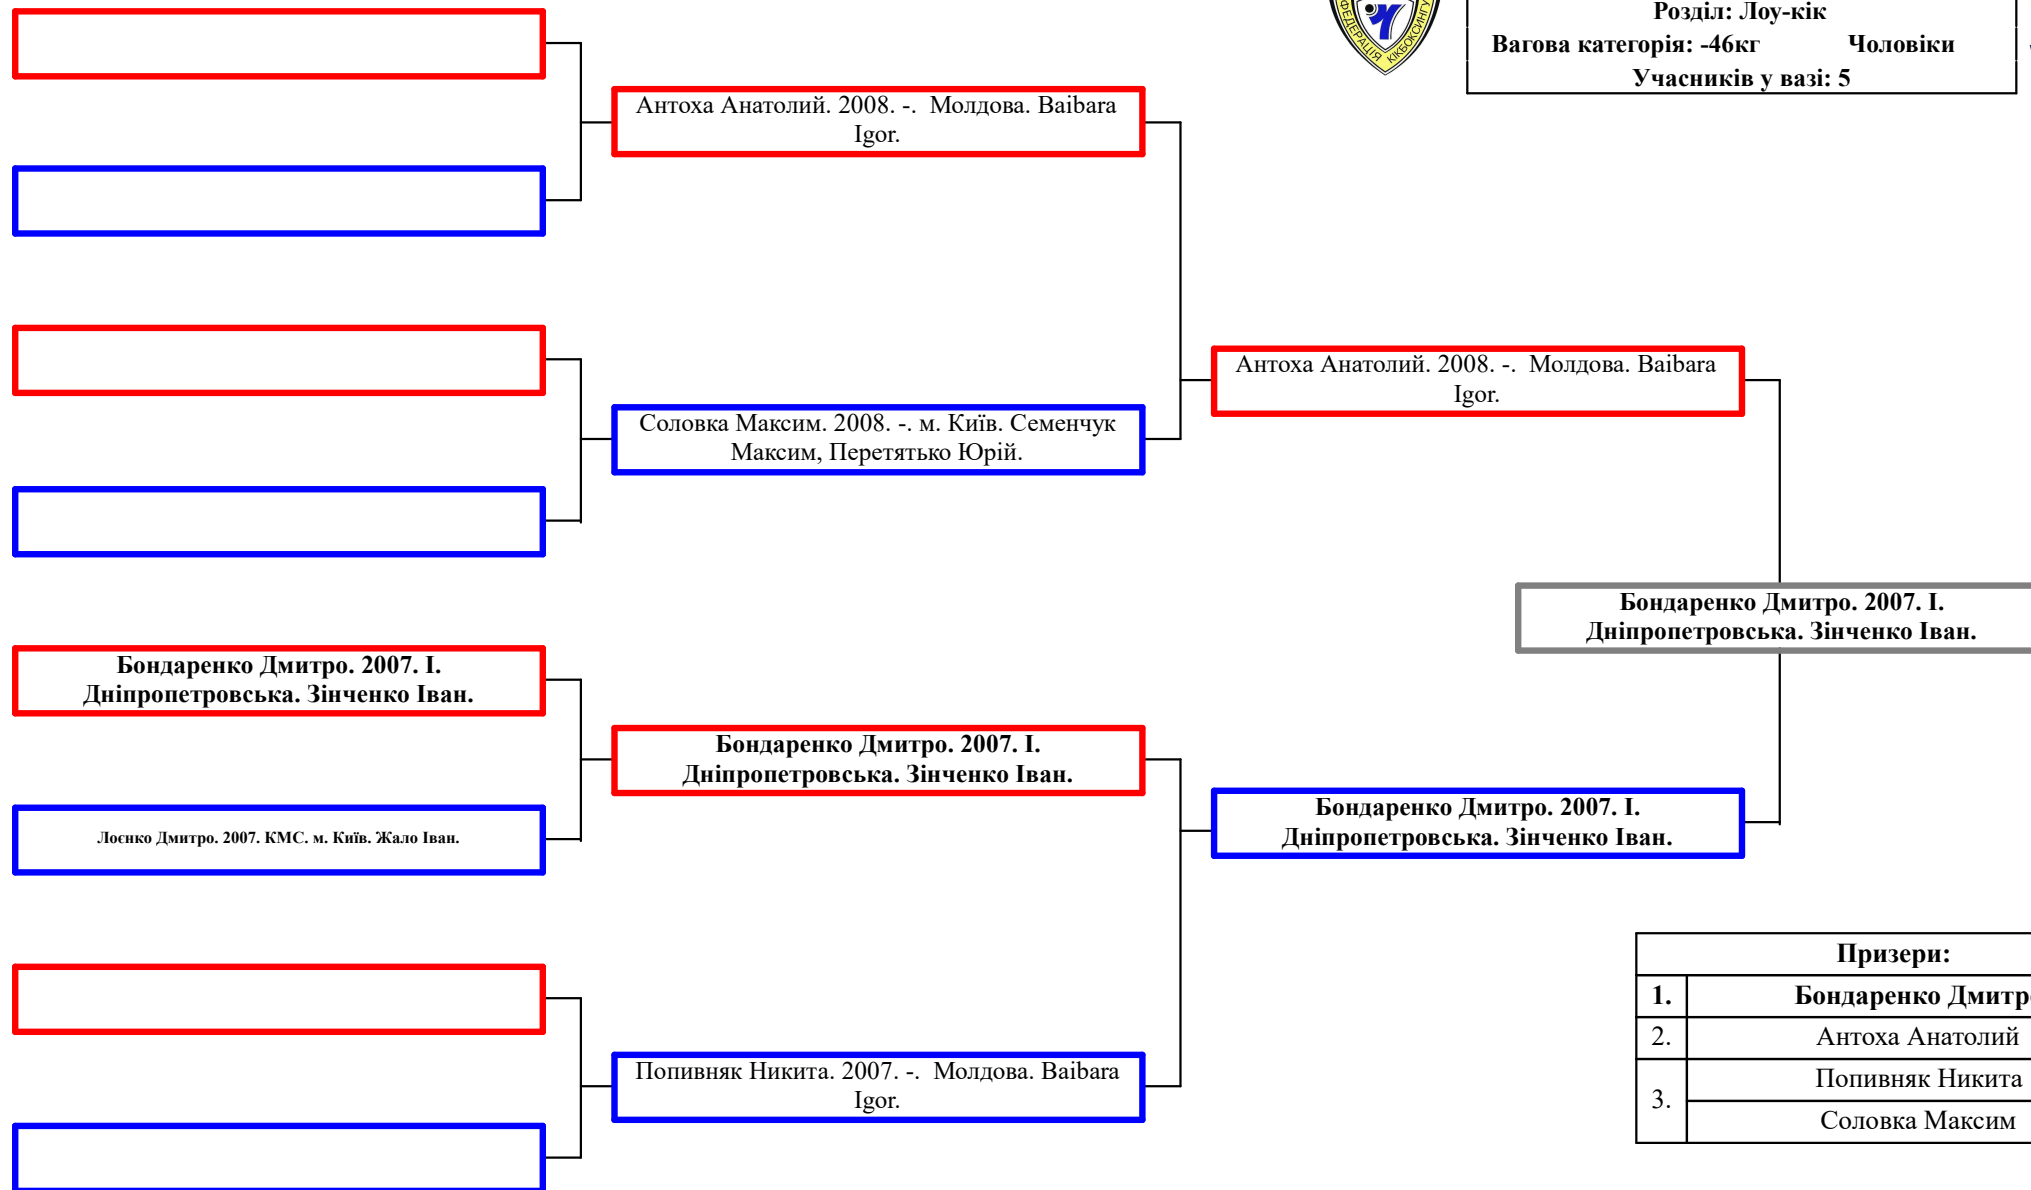 ФЕДЕРАЦІЯ КІКБОКСИНГУ
Розділ: Лоу-кік
Вагова категорія: -46кг Чоловіки
Учасників у вазі: 5
Антоха Анатолий. 2008. -. Молдова. Baibara
Igor.
Соловка Максим. 2008. -. м. Київ. Семенчук
Максим, Перетятько Юрій.
Бондаренко Дмитро. 2007. І.
Дніпропетровська. Зінченко Іван.
Лоєнко Дмитро. 2007. КМС. м. Київ. Жало Іван.
Бондаренко Дмитро. 2007. І.
Дніпропетровська. Зінченко Іван.
Попивняк Никита. 2007. -. Молдова. Baibara
Igor.
Антоха Анатолий. 2008. -. Молдова. Baibara
Igor.
Бондаренко Дмитро. 2007. І.
Дніпропетровська. Зінченко Іван.
Бондаренко Дмитро. 2007. І.
Дніпропетровська. Зінченко Іван.
Призери:
1. Бондаренко Дмитр
2. Антоха Анатолий
3. Попивняк Никита
Соловка Максим